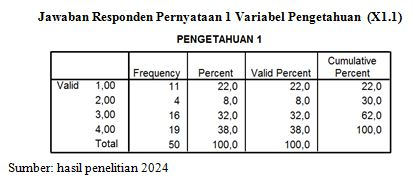 Jawaban Responden Pernyataan 1 Variabel Pengetahuan (X1.1)
PENGETAHUAN 1
Frequency Percent Valid Percent Cumulative Percent
Valid 1,00 11 22,0 22,0 22,0
2,00 4 8,0 8,0 30,0
3,00 16 32,0 32,0 62,0
4,00 19 38,0 38,0 100,0
Total 50 100,0 100,0
Sumber: hasil penelitian 2024